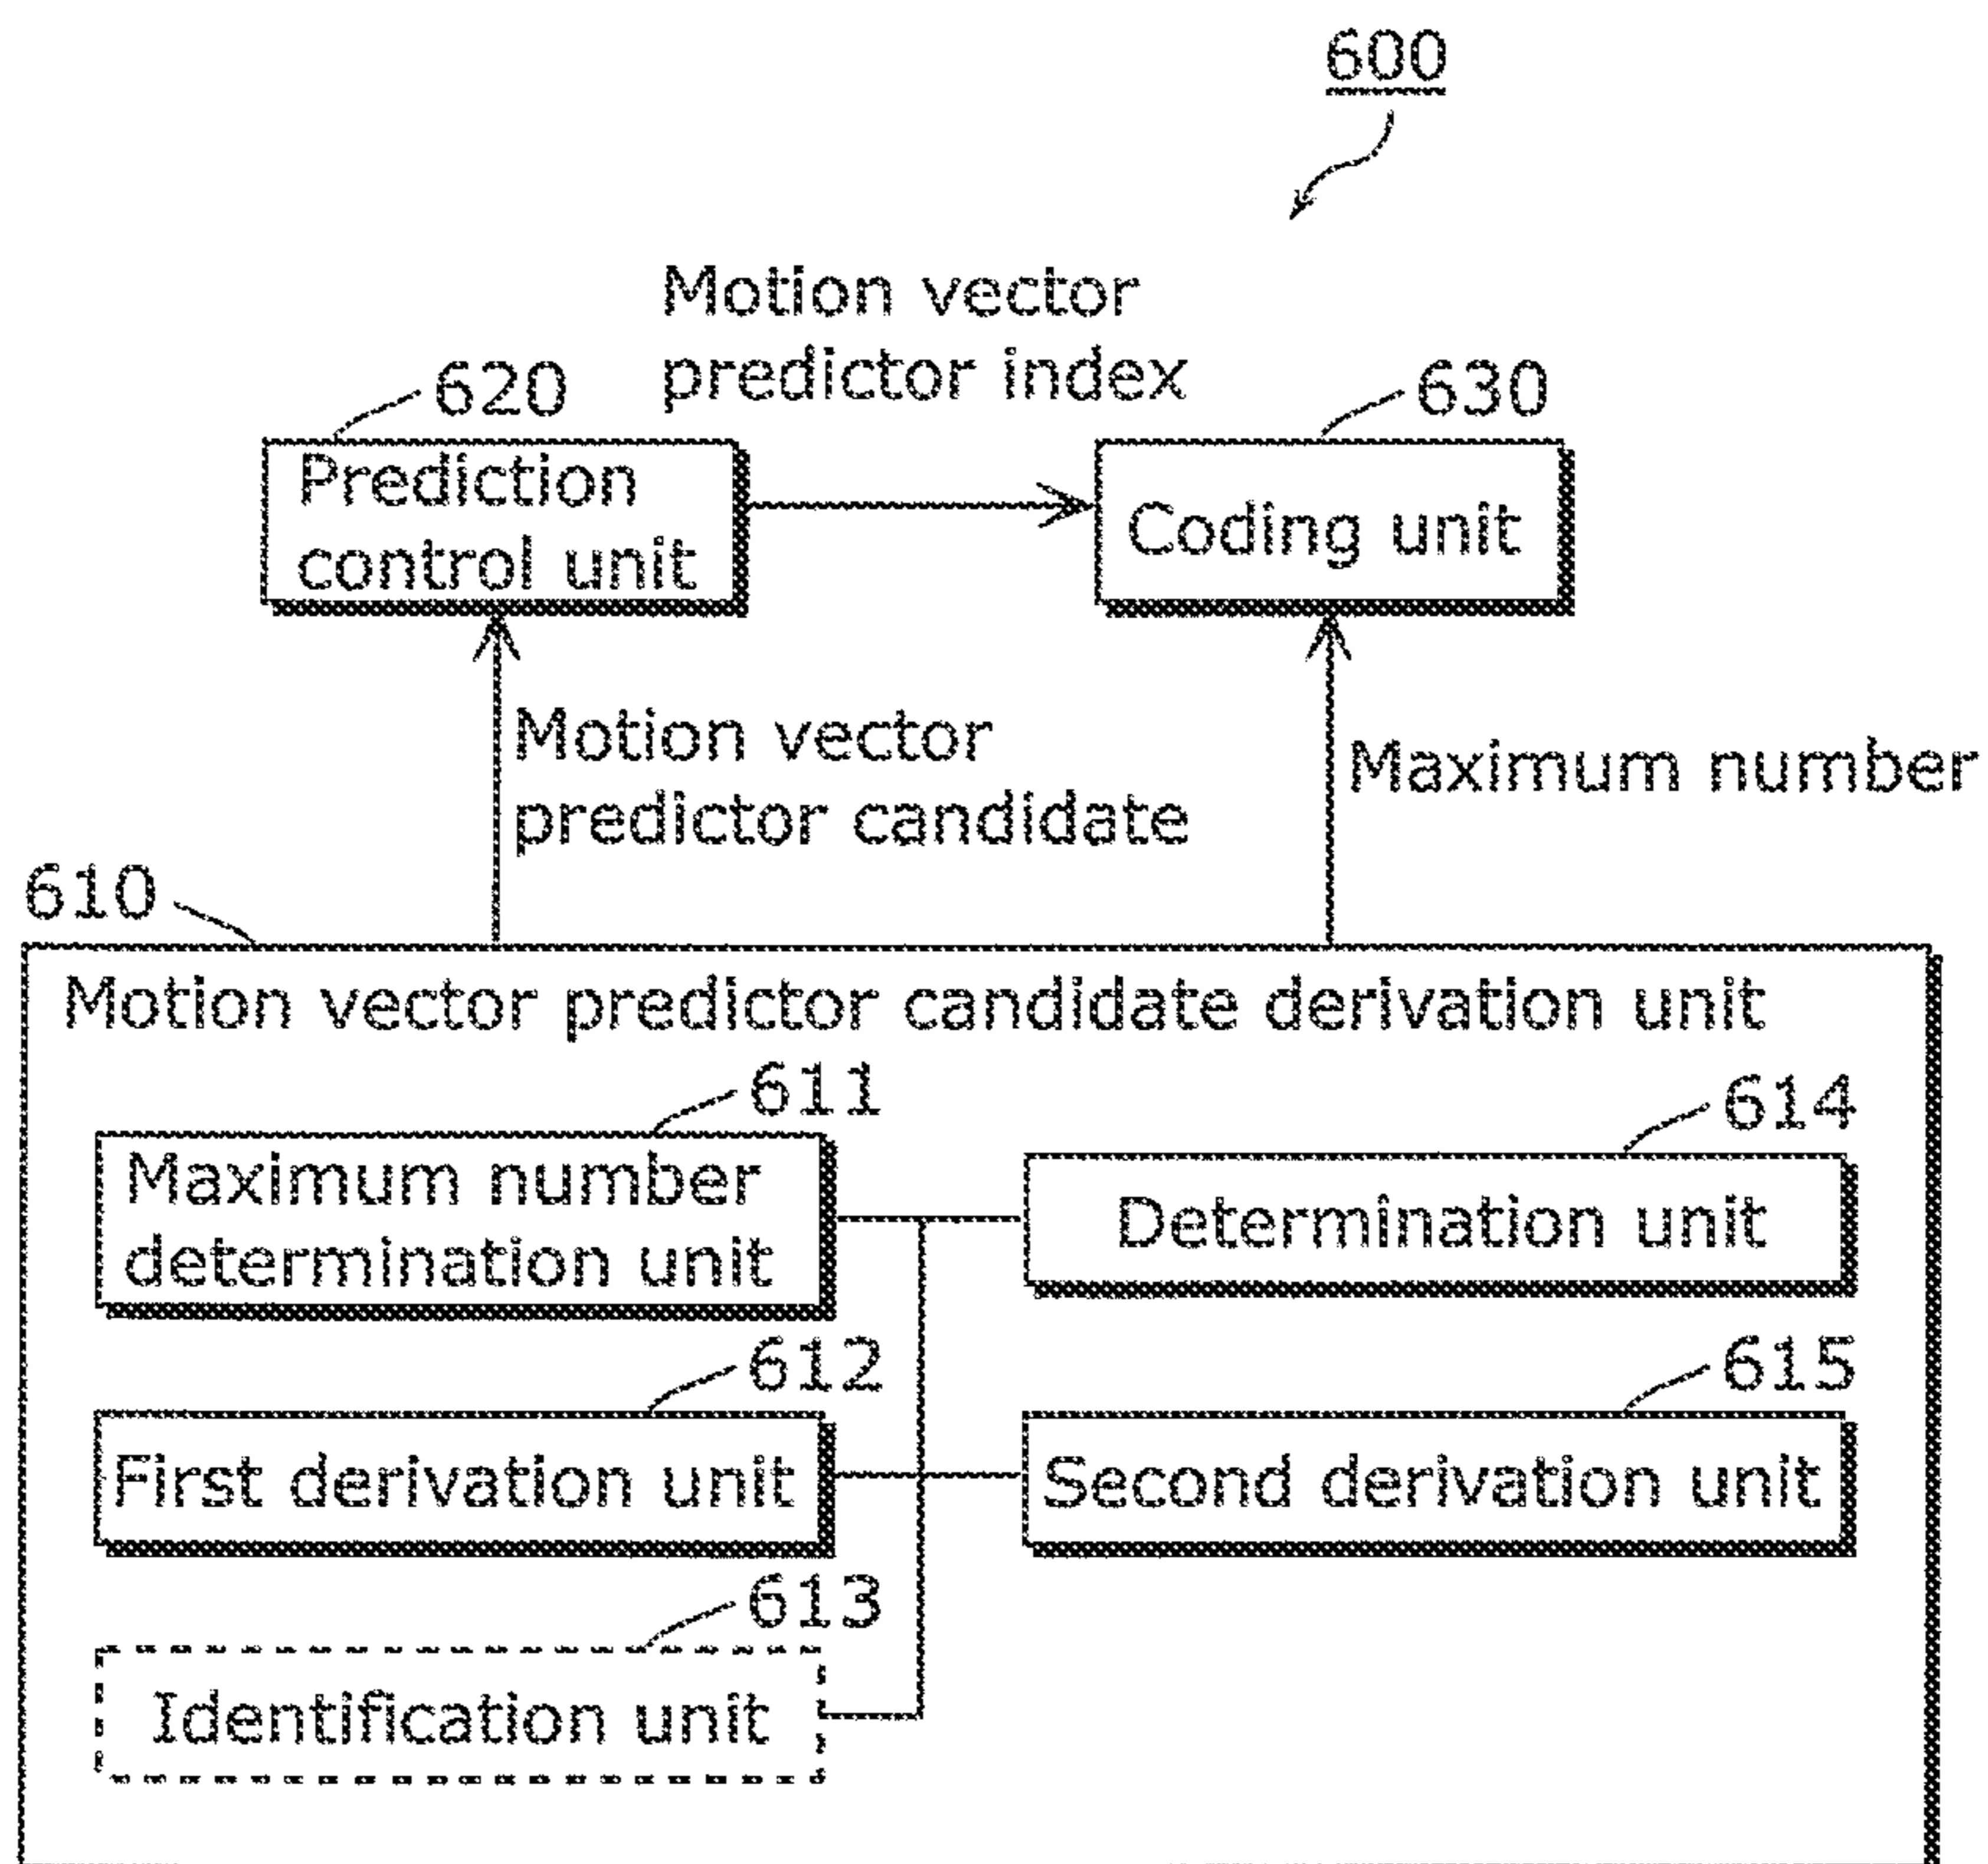 600
Motion vector
predictor index
620
630
Prediction
control unit
Coding unit
Motion vector
predictor candidate
Maximum number
610
Motion vector predictor candidate derivation unit
611
614
Maximum number
determination unit
Determination unit
612
615
First derivation unit
Second derivation unit
613
Identification unit